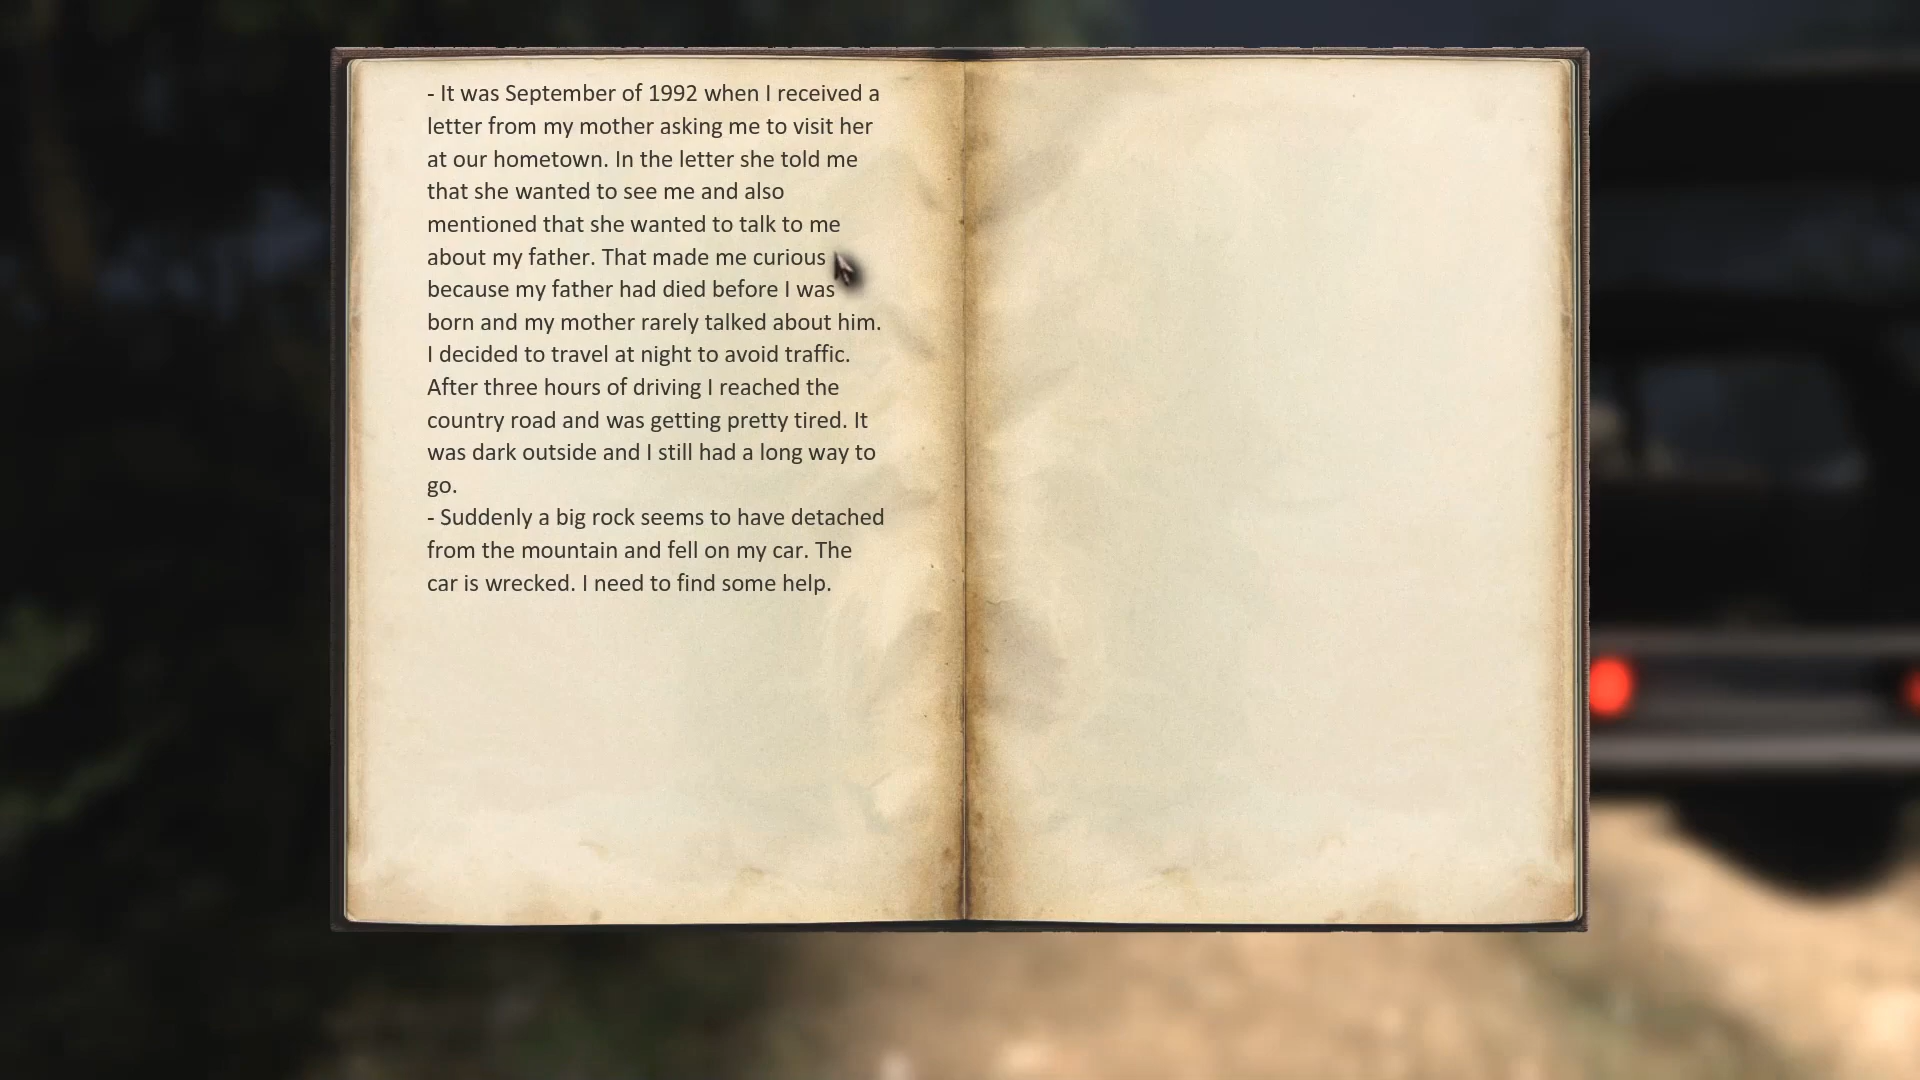 - It was September of 1992 when I received a
letter from my mother asking me to visit her
at our hometown. In the letter she told me
that she wanted to see me and also
mentioned that she wanted to talk to me
about my father. That made me curious
because my father had died before I was
born and my mother rarely talked about him.
I decided to travel at night to avoid traffic.
After three hours of driving I reached the
country road and was getting pretty tired. It
was dark outside and I still had a long way to
go.
- Suddenly a big rock seems to have detached
from the mountain and fell on my car. The
car is wrecked. I need to find some help.